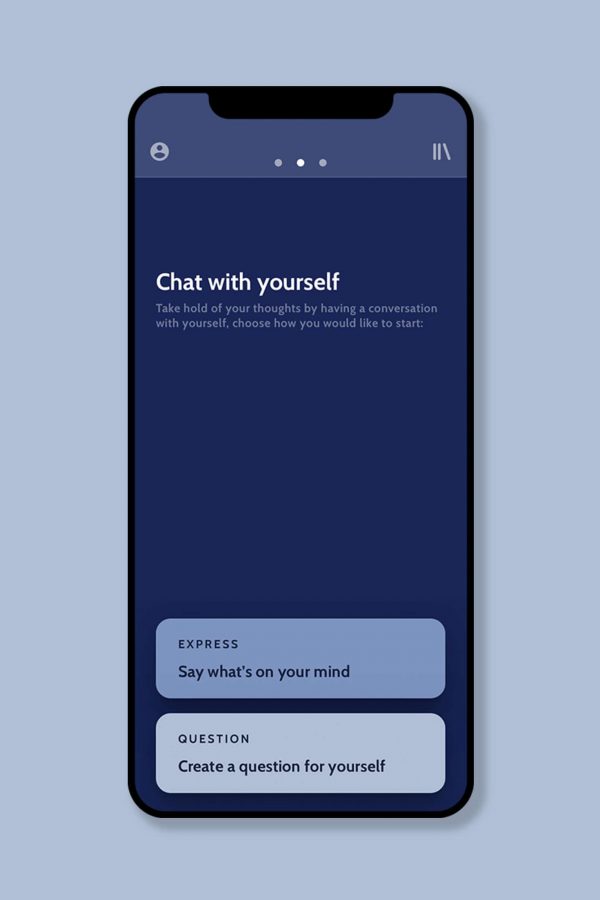 Chat with yourself
Take hold of your thoughts by having a conversation
with yourself, choose how you would like to start:
EXPRESS
Say what's on your mind
QUESTION
Create a question for yourself